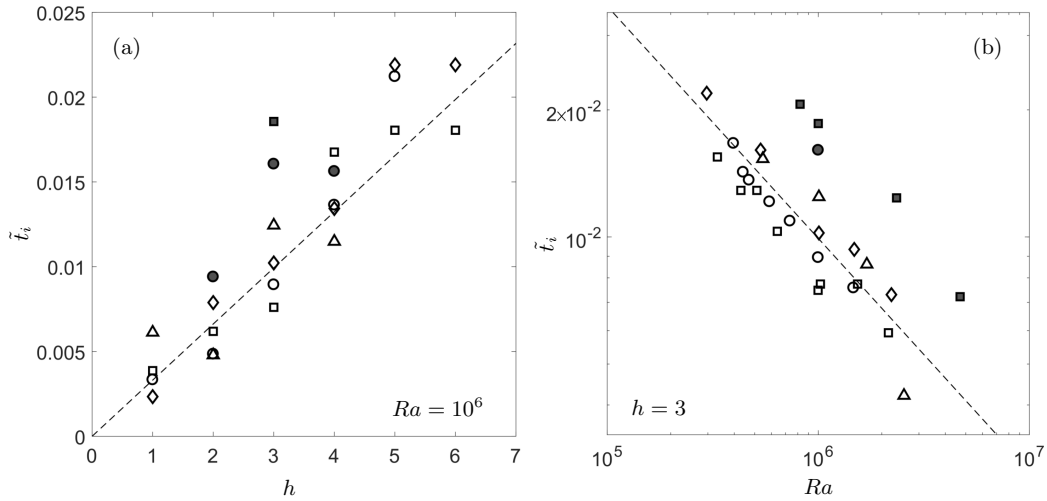 (a)
0.025
0.02
0.015
0.01
0.005
0
t̃ᵢ
Ra = 10⁶
0 1 2 3 4 5 6 7
h
(b)
2×10⁻²
10⁻²
t̃ᵢ
h = 3
10⁵ 10⁶ 10⁷
Ra